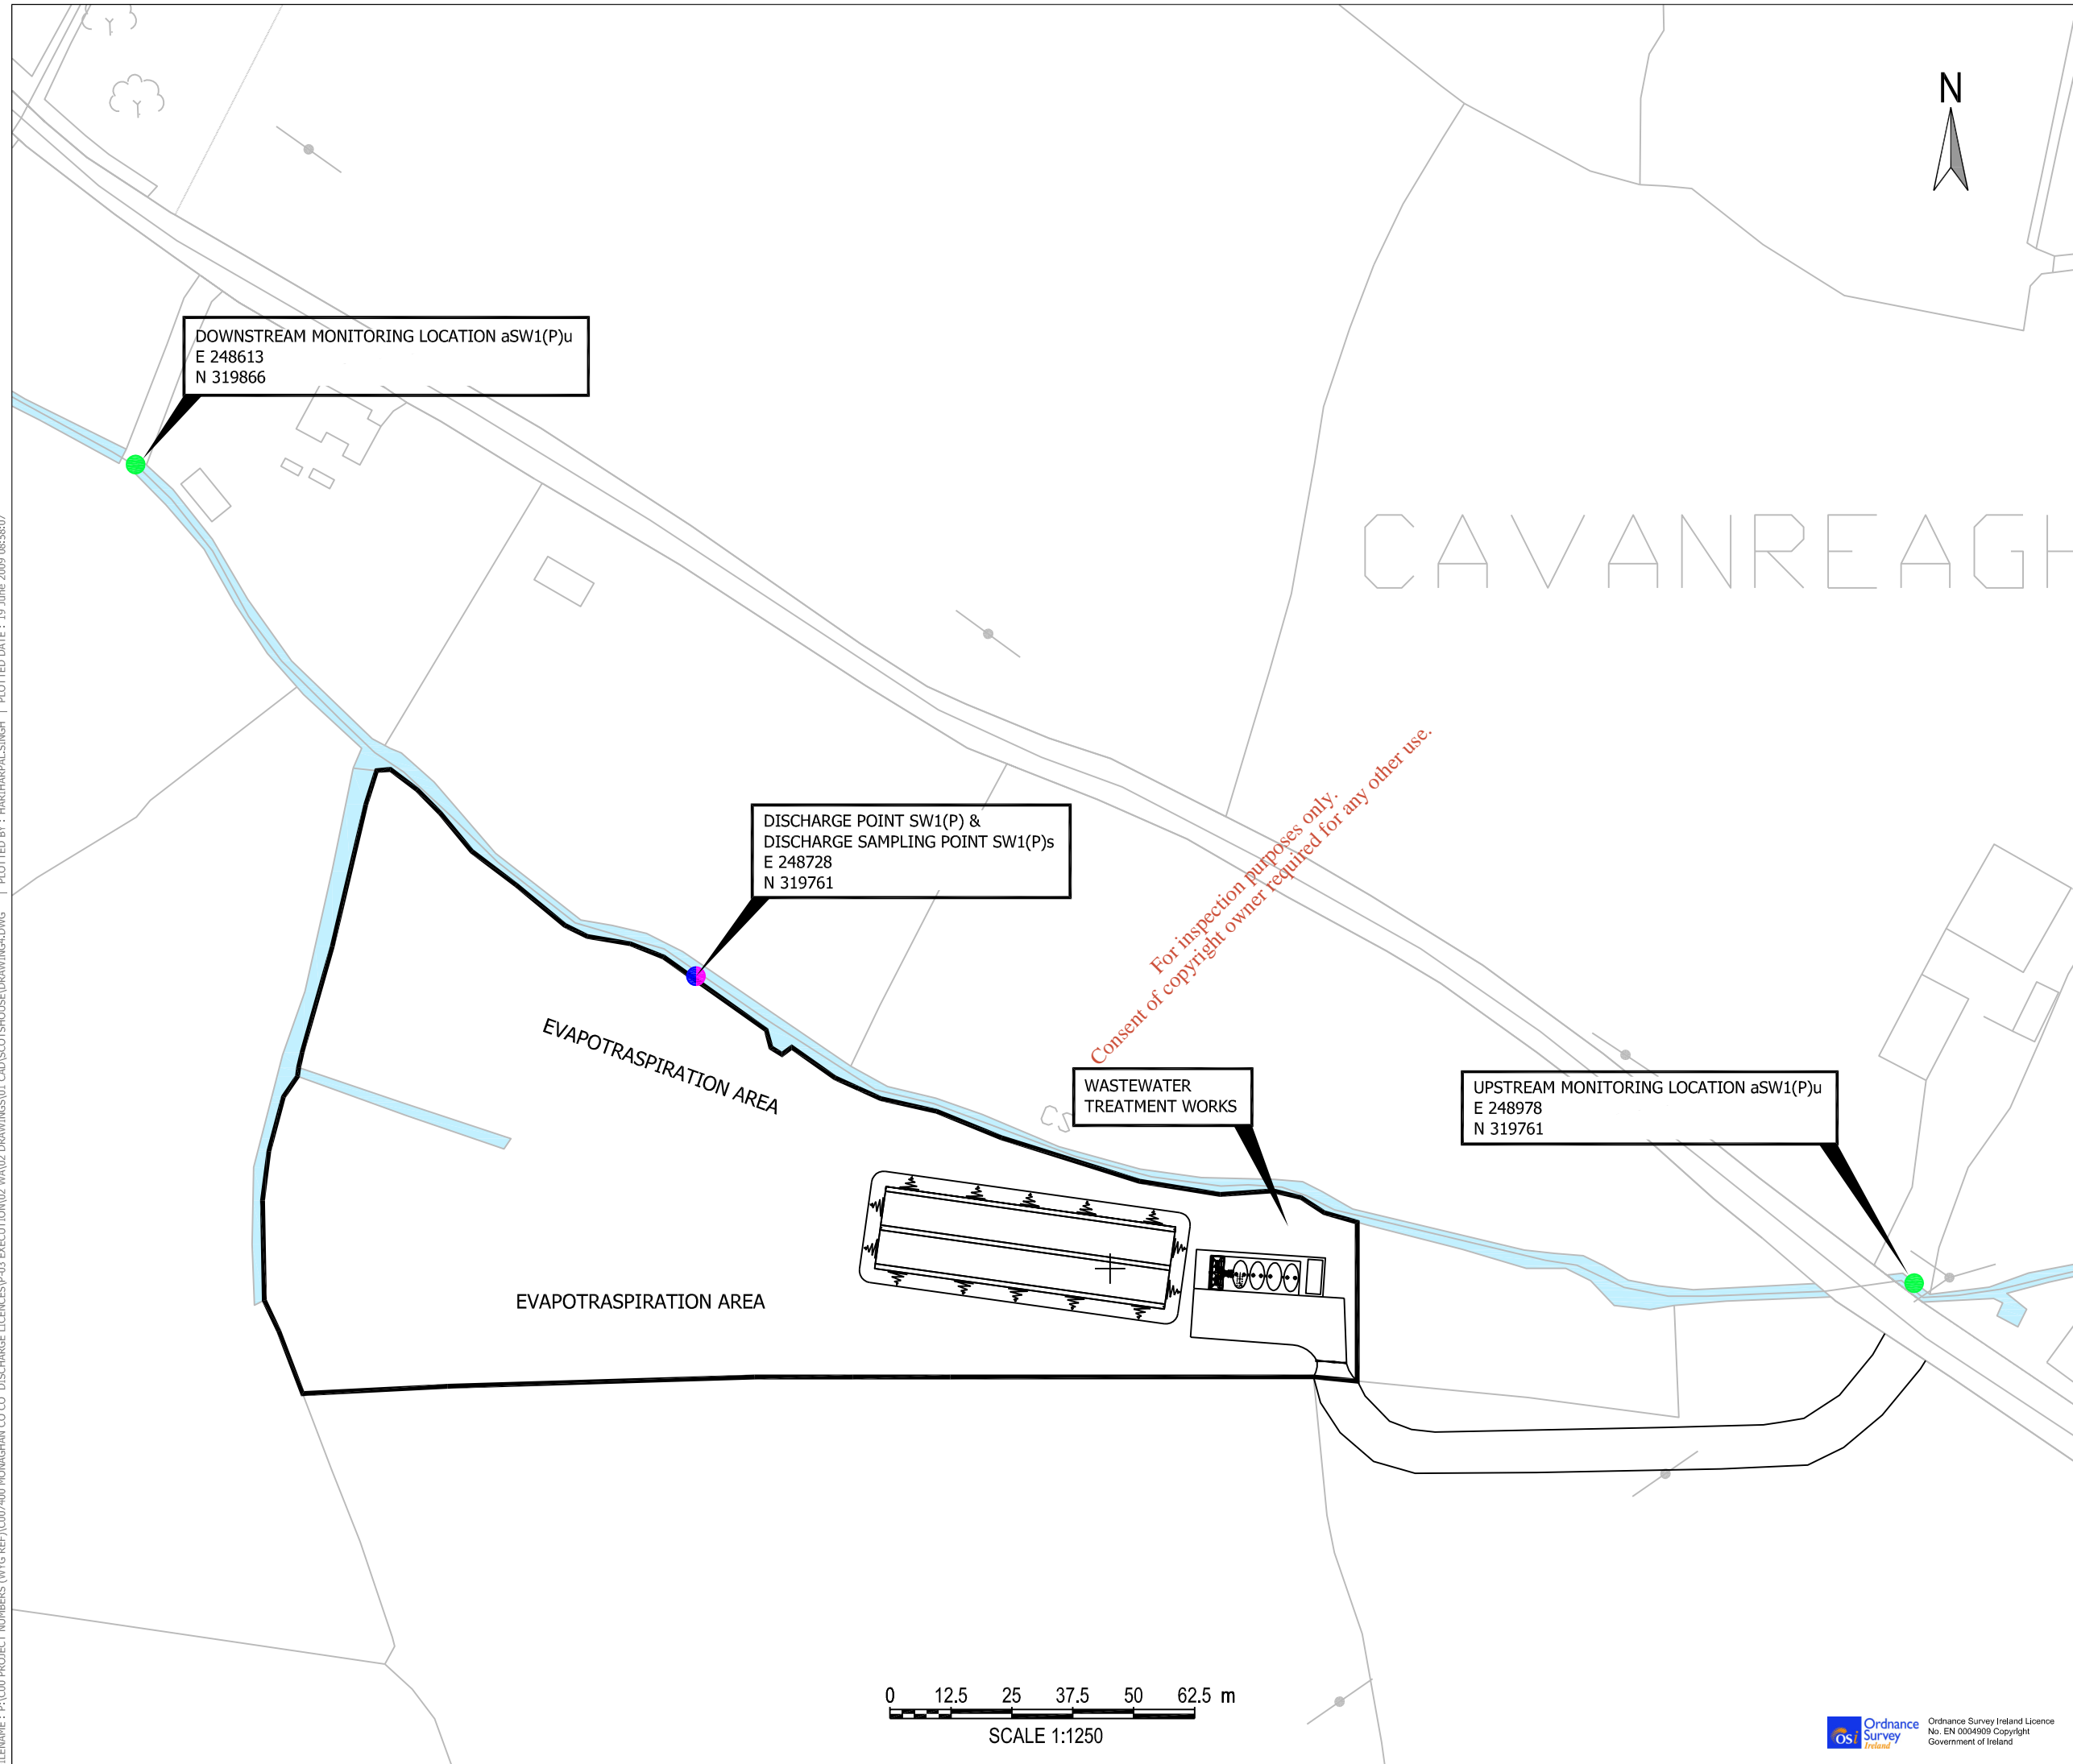 N
DOWNSTREAM MONITORING LOCATION aSW1(P)u
E 248613
N 319866
CAVANREAGH
DISCHARGE POINT SW1(P) &
DISCHARGE SAMPLING POINT SW1(P)s
E 248728
N 319761
For inspection purposes only.
Consent of copyright owner required for any other use.
EVAPOTRASPIRATION AREA
CS
WASTEWATER
TREATMENT WORKS
UPSTREAM MONITORING LOCATION aSW1(P)u
E 248978
N 319761
EVAPOTRASPIRATION AREA
0 12.5 25 37.5 50 62.5 m
SCALE 1:1250
OSi Ordnance
Survey
Ireland
Ordnance Survey Ireland Licence
No. EN 0004909 Copyright
Government of Ireland